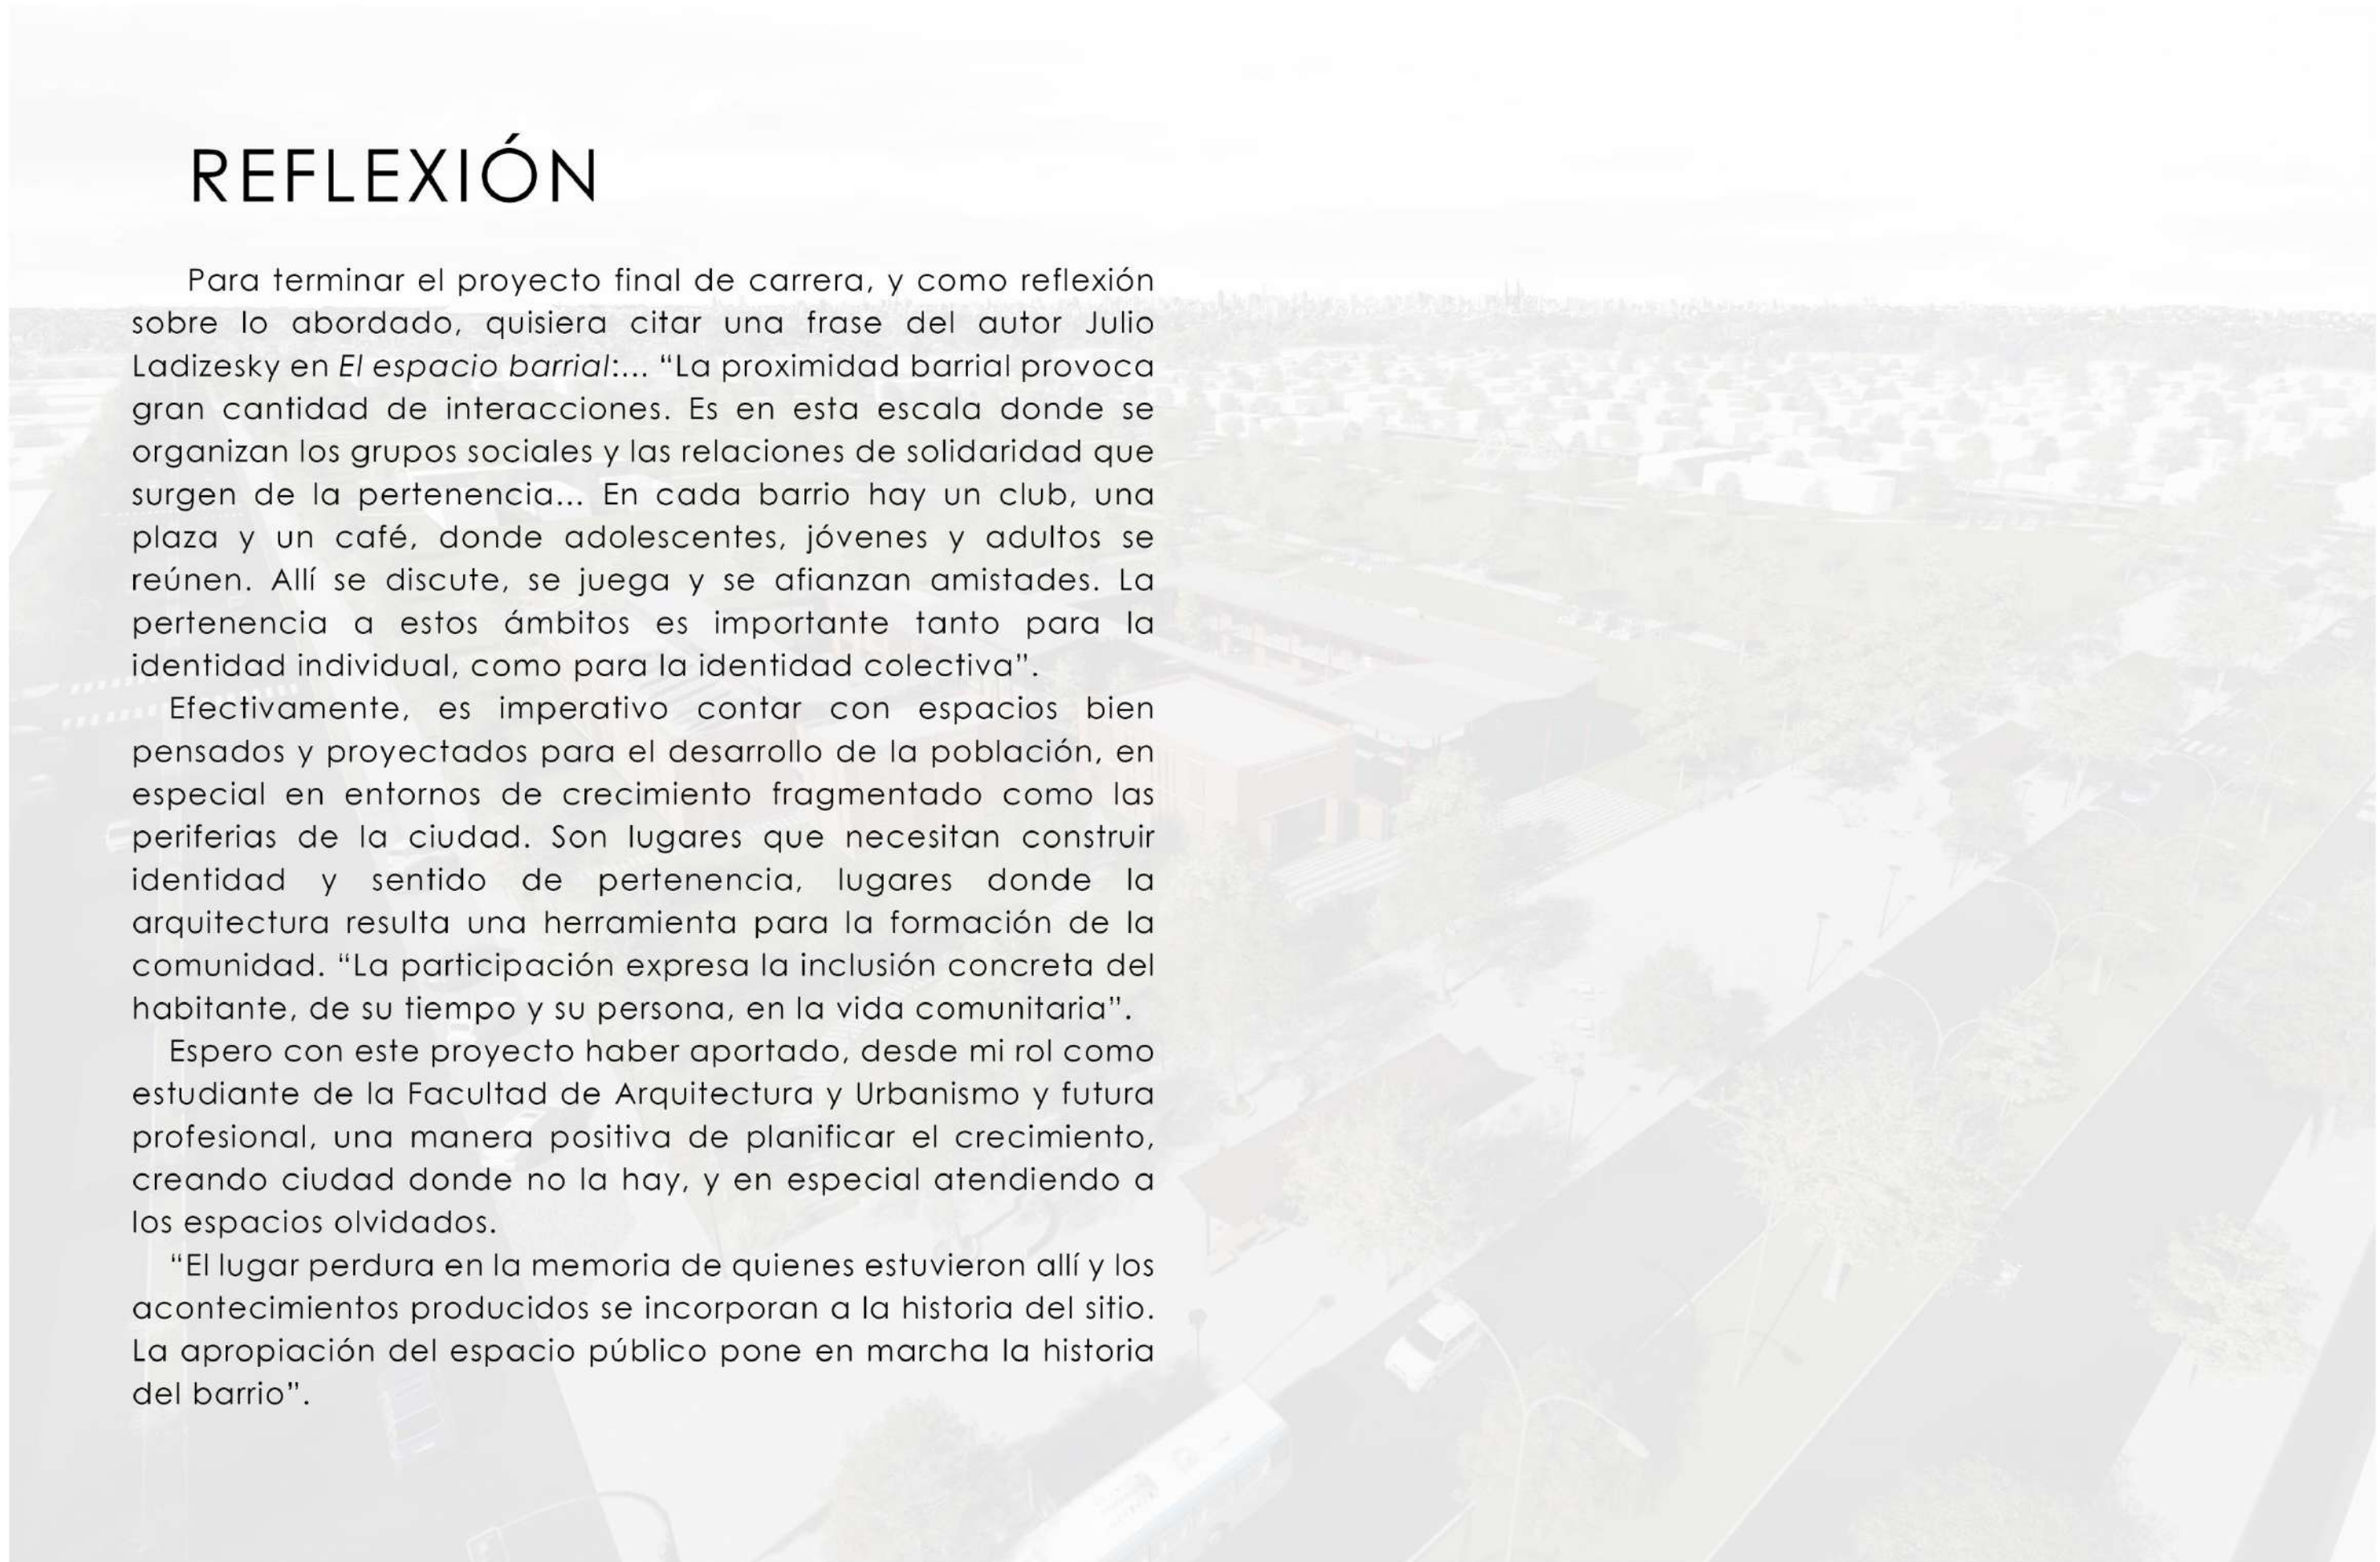 REFLEXIÓN
Para terminar el proyecto final de carrera, y como reflexión
sobre lo abordado, quisiera citar una frase del autor Julio
Ladizesky en El espacio barrial:... “La proximidad barrial provoca
gran cantidad de interacciones. Es en esta escala donde se
organizan los grupos sociales y las relaciones de solidaridad que
surgen de la pertenencia... En cada barrio hay un club, una
plaza y un café, donde adolescentes, jóvenes y adultos se
reúnen. Allí se discute, se juega y se afianzan amistades. La
pertenencia a estos ámbitos es importante tanto para la
identidad individual, como para la identidad colectiva”.
Efectivamente, es imperativo contar con espacios bien
pensados y proyectados para el desarrollo de la población, en
especial en entornos de crecimiento fragmentado como las
periferias de la ciudad. Son lugares que necesitan construir
identidad y sentido de pertenencia, lugares donde la
arquitectura resulta una herramienta para la formación de la
comunidad. “La participación expresa la inclusión concreta del
habitante, de su tiempo y su persona, en la vida comunitaria”.
Espero con este proyecto haber aportado, desde mi rol como
estudiante de la Facultad de Arquitectura y Urbanismo y futura
profesional, una manera positiva de planificar el crecimiento,
creando ciudad donde no la hay, y en especial atendiendo a
los espacios olvidados.
“El lugar perdura en la memoria de quienes estuvieron allí y los
acontecimientos producidos se incorporan a la historia del sitio.
La apropiación del espacio público pone en marcha la historia
del barrio”.